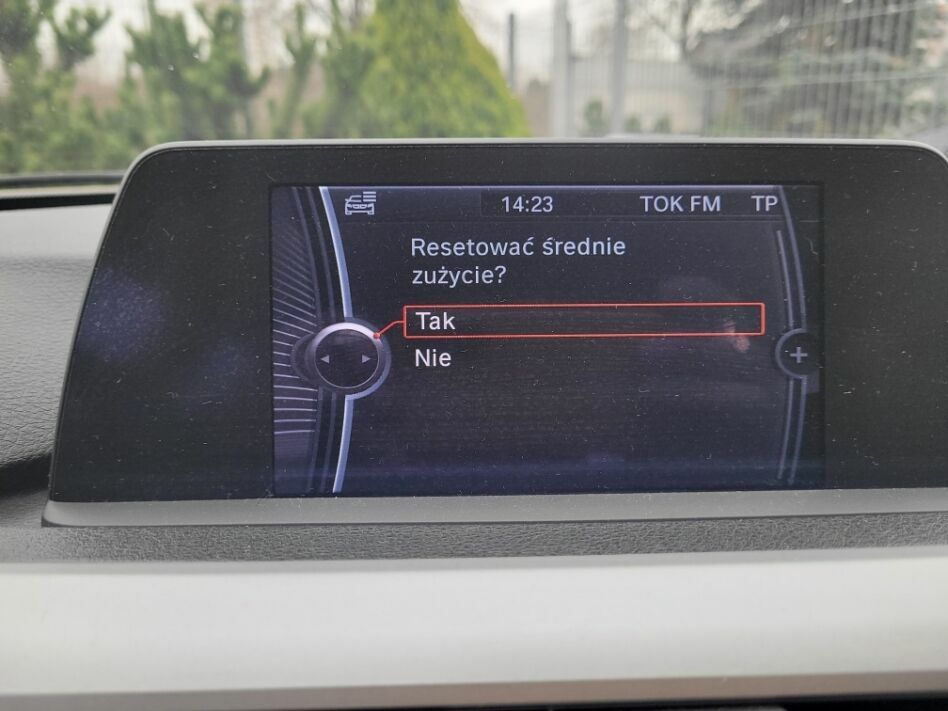 14:23 TOK FM TP
Resetować średnie
zużycie?
Tak
Nie